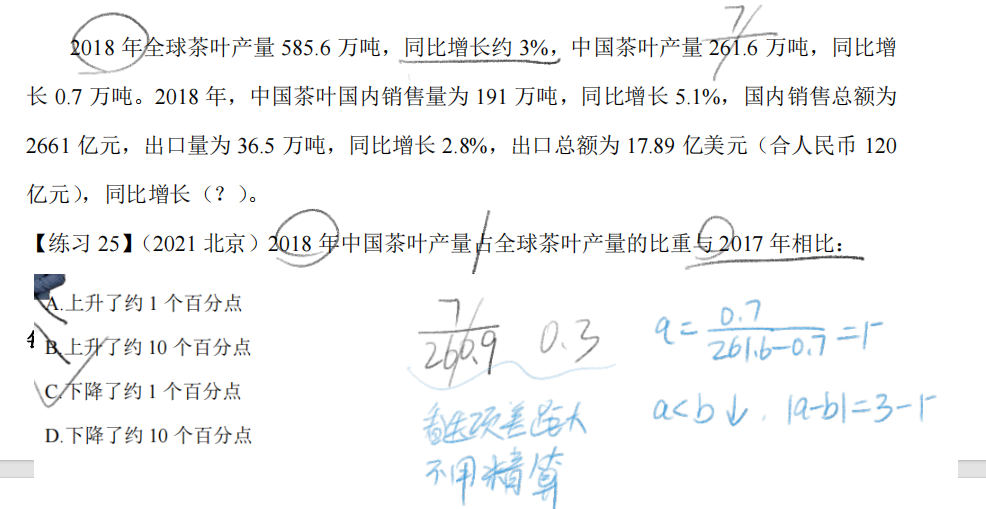 7
2018 年全球茶叶产量 585.6 万吨，同比增长约 3%，中国茶叶产量 261.6 万吨，同比增
长 0.7 万吨。2018 年，中国茶叶国内销售量为 191 万吨，同比增长 5.1%，国内销售总额为
2661 亿元，出口量为 36.5 万吨，同比增长 2.8%，出口总额为 17.89 亿美元（合人民币 120
亿元），同比增长（？）。
【练习 25】（2021 北京）2018 年中国茶叶产量占全球茶叶产量的比重与 2017 年相比：
A.上升了约 1 个百分点
B.上升了约 10 个百分点
C.下降了约 1 个百分点
D.下降了约 10 个百分点
7
260.9 0.3
看选项差距大
不用精算
a= 0.7
261.6-0.7 =1-
a<b↓. |a-b|=3-1-